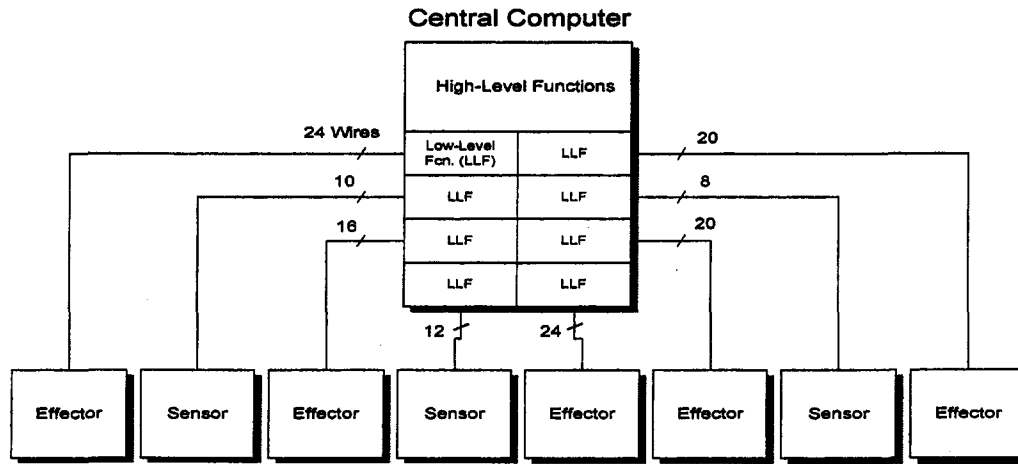 Central Computer
High-Level Functions
24 Wires
Low-Level
Fcn. (LLF)
LLF
20
10
LLF
LLF
8
16
LLF
LLF
20
LLF
LLF
12
24
Effector
Sensor
Effector
Sensor
Effector
Effector
Sensor
Effector